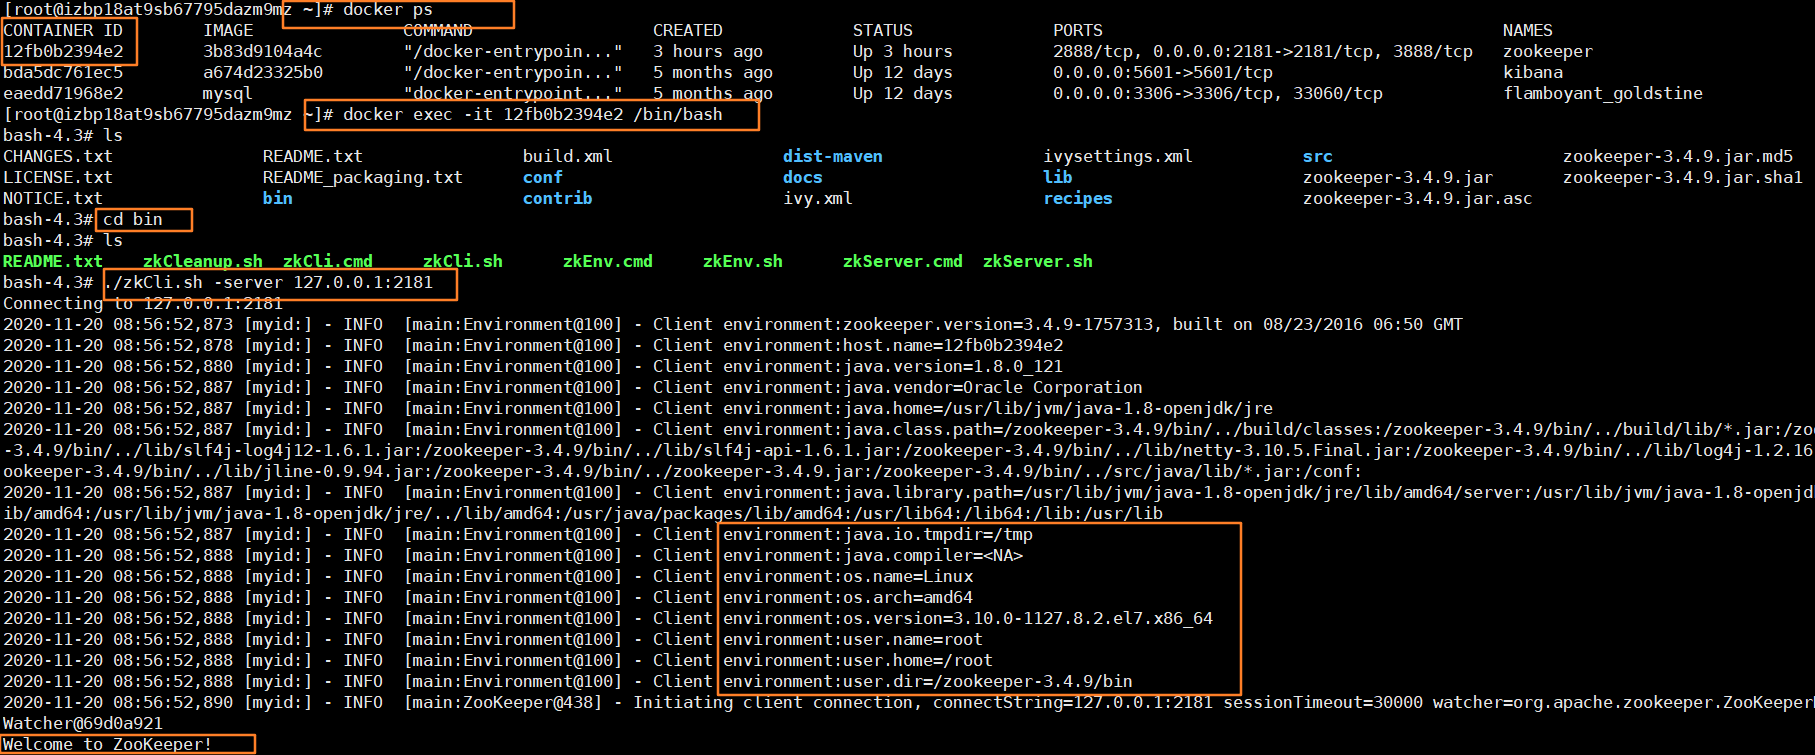 [root@izbp18at9sb67795dazm9mz ~]# docker ps
CONTAINER ID        IMAGE               COMMAND                  CREATED             STATUS              PORTS                                        NAMES
12fb0b2394e2        3b83d9104a4c        "/docker-entrypoin..."   3 hours ago         Up 3 hours          2888/tcp, 0.0.0.0:2181->2181/tcp, 3888/tcp   zookeeper
bda5dc761ec5        a674d23325b0        "/docker-entrypoin..."   5 months ago        Up 12 days          0.0.0.0:5601->5601/tcp                       kibana
eaedd71968e2        mysql               "docker-entrypoint..."   5 months ago        Up 12 days          0.0.0.0:3306->3306/tcp, 33060/tcp            flamboyant_goldstine
[root@izbp18at9sb67795dazm9mz ~]# docker exec -it 12fb0b2394e2 /bin/bash
bash-4.3# ls
CHANGES.txt               README.txt                build.xml                 dist-maven                ivysettings.xml           src                       zookeeper-3.4.9.jar.md5
LICENSE.txt               README_packaging.txt      conf                      docs                      lib                       zookeeper-3.4.9.jar       zookeeper-3.4.9.jar.sha1
NOTICE.txt                bin                       contrib                   ivy.xml                   recipes                   zookeeper-3.4.9.jar.asc
bash-4.3# cd bin
bash-4.3# ls
README.txt    zkCleanup.sh  zkCli.cmd     zkCli.sh      zkEnv.cmd     zkEnv.sh      zkServer.cmd  zkServer.sh
bash-4.3# ./zkCli.sh -server 127.0.0.1:2181
Connecting to 127.0.0.1:2181
2020-11-20 08:56:52,873 [myid:] - INFO  [main:Environment@100] - Client environment:zookeeper.version=3.4.9-1757313, built on 08/23/2016 06:50 GMT
2020-11-20 08:56:52,878 [myid:] - INFO  [main:Environment@100] - Client environment:host.name=12fb0b2394e2
2020-11-20 08:56:52,880 [myid:] - INFO  [main:Environment@100] - Client environment:java.version=1.8.0_121
2020-11-20 08:56:52,887 [myid:] - INFO  [main:Environment@100] - Client environment:java.vendor=Oracle Corporation
2020-11-20 08:56:52,887 [myid:] - INFO  [main:Environment@100] - Client environment:java.home=/usr/lib/jvm/java-1.8-openjdk/jre
2020-11-20 08:56:52,887 [myid:] - INFO  [main:Environment@100] - Client environment:java.class.path=/zookeeper-3.4.9/bin/../build/classes:/zookeeper-3.4.9/bin/../build/lib/*.jar:/zoo
-3.4.9/bin/../lib/slf4j-log4j12-1.6.1.jar:/zookeeper-3.4.9/bin/../lib/slf4j-api-1.6.1.jar:/zookeeper-3.4.9/bin/../lib/netty-3.10.5.Final.jar:/zookeeper-3.4.9/bin/../lib/log4j-1.2.16
ookeeper-3.4.9/bin/../lib/jline-0.9.94.jar:/zookeeper-3.4.9/bin/../zookeeper-3.4.9.jar:/zookeeper-3.4.9/bin/../src/java/lib/*.jar:/conf:
2020-11-20 08:56:52,887 [myid:] - INFO  [main:Environment@100] - Client environment:java.library.path=/usr/lib/jvm/java-1.8-openjdk/jre/lib/amd64/server:/usr/lib/jvm/java-1.8-openjd
ib/amd64:/usr/lib/jvm/java-1.8-openjdk/jre/../lib/amd64:/usr/java/packages/lib/amd64:/usr/lib64:/lib64:/lib:/usr/lib
2020-11-20 08:56:52,887 [myid:] - INFO  [main:Environment@100] - Client environment:java.io.tmpdir=/tmp
2020-11-20 08:56:52,888 [myid:] - INFO  [main:Environment@100] - Client environment:java.compiler=<NA>
2020-11-20 08:56:52,888 [myid:] - INFO  [main:Environment@100] - Client environment:os.name=Linux
2020-11-20 08:56:52,888 [myid:] - INFO  [main:Environment@100] - Client environment:os.arch=amd64
2020-11-20 08:56:52,888 [myid:] - INFO  [main:Environment@100] - Client environment:os.version=3.10.0-1127.8.2.el7.x86_64
2020-11-20 08:56:52,888 [myid:] - INFO  [main:Environment@100] - Client environment:user.name=root
2020-11-20 08:56:52,888 [myid:] - INFO  [main:Environment@100] - Client environment:user.home=/root
2020-11-20 08:56:52,888 [myid:] - INFO  [main:Environment@100] - Client environment:user.dir=/zookeeper-3.4.9/bin
2020-11-20 08:56:52,890 [myid:] - INFO  [main:ZooKeeper@438] - Initiating client connection, connectString=127.0.0.1:2181 sessionTimeout=30000 watcher=org.apache.zookeeper.ZooKeeper
Watcher@69d0a921
Welcome to ZooKeeper!